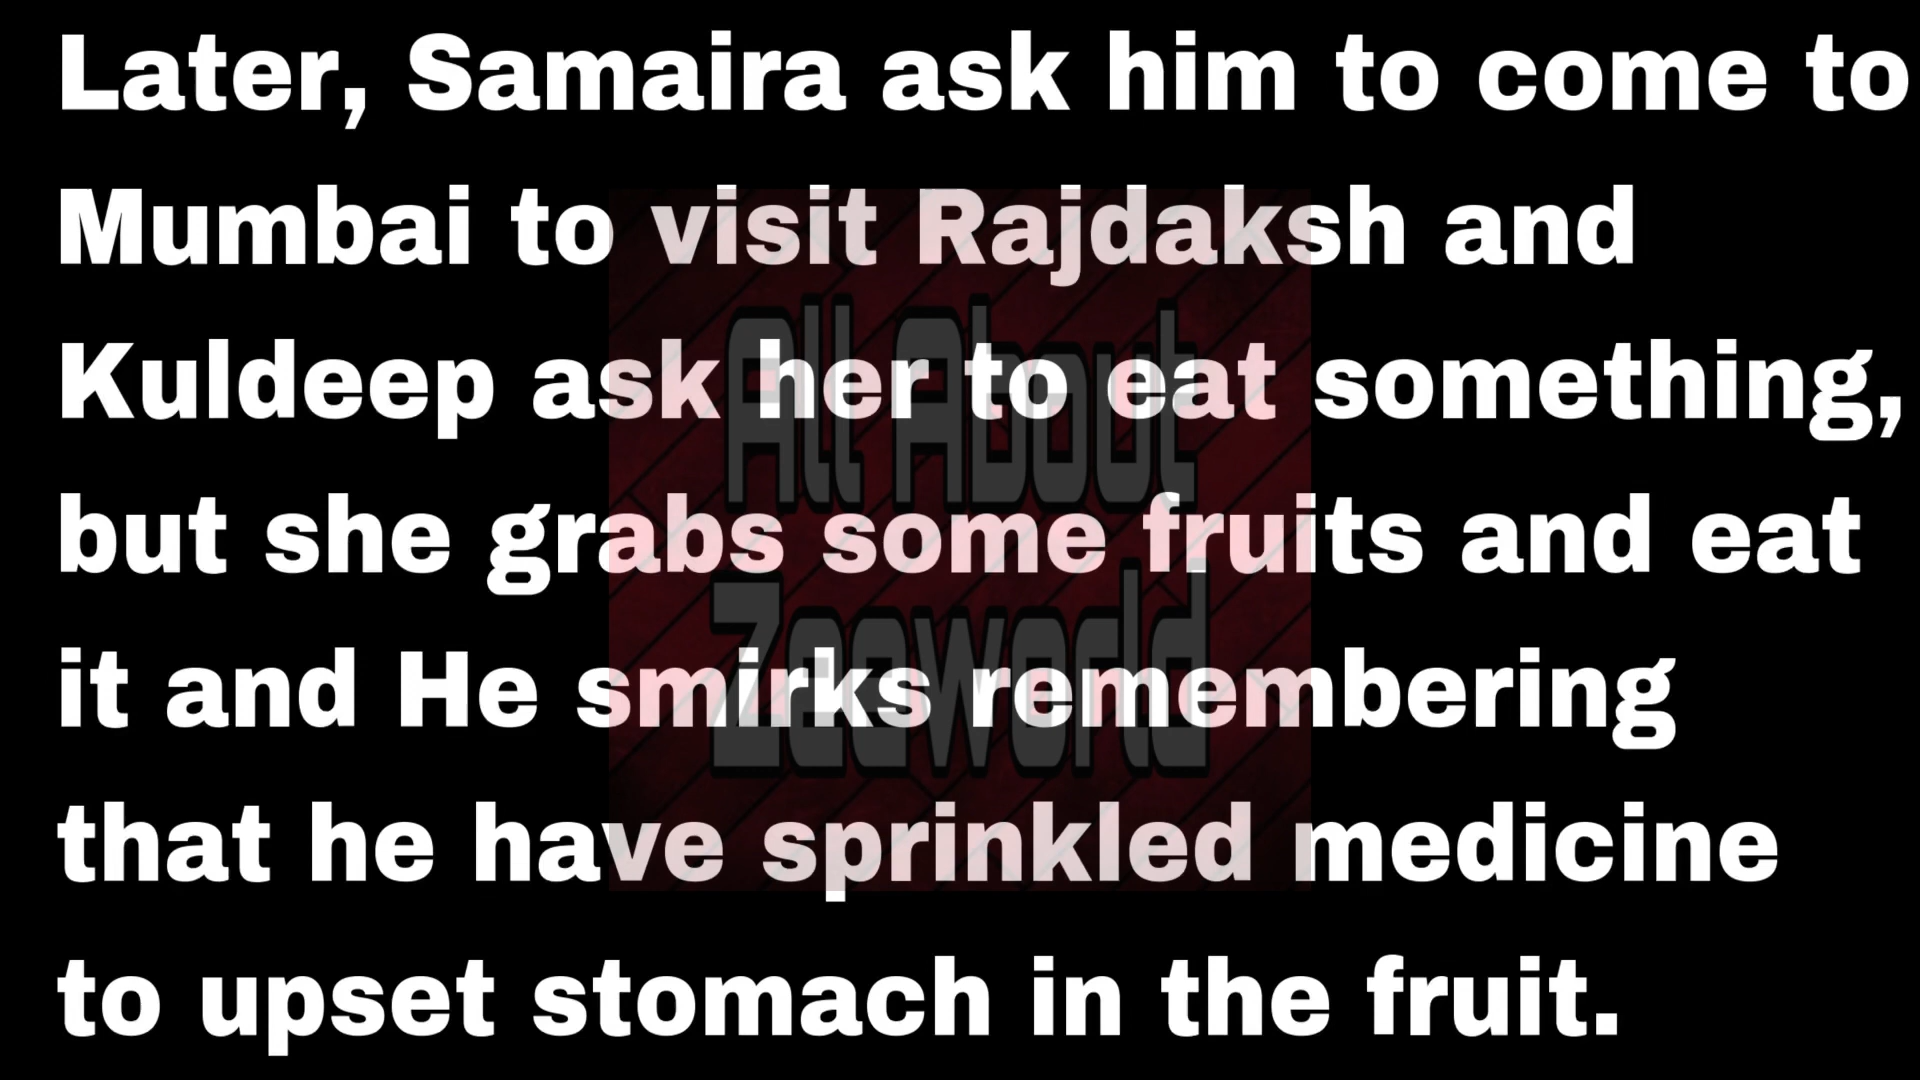 Later, Samaira ask him to come to
Mumbai to visit Rajdaksh and
Kuldeep ask her to eat something,
but she grabs some fruits and eat
it and He smirks remembering
that he have sprinkled medicine
to upset stomach in the fruit.
All About
Zeeworld